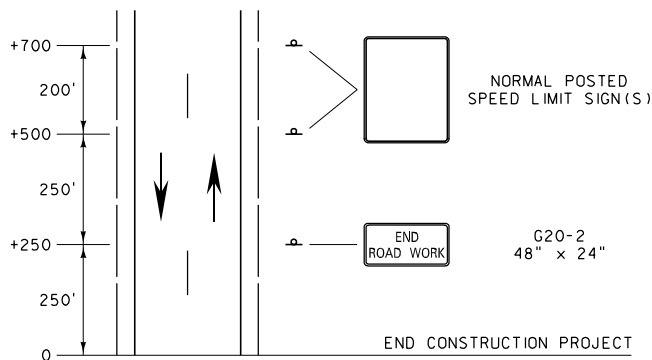 +700
200'
+500
250'
+250
250'
0
NORMAL POSTED
SPEED LIMIT SIGN(S)
END
ROAD WORK
G20-2
48" x 24"
END CONSTRUCTION PROJECT